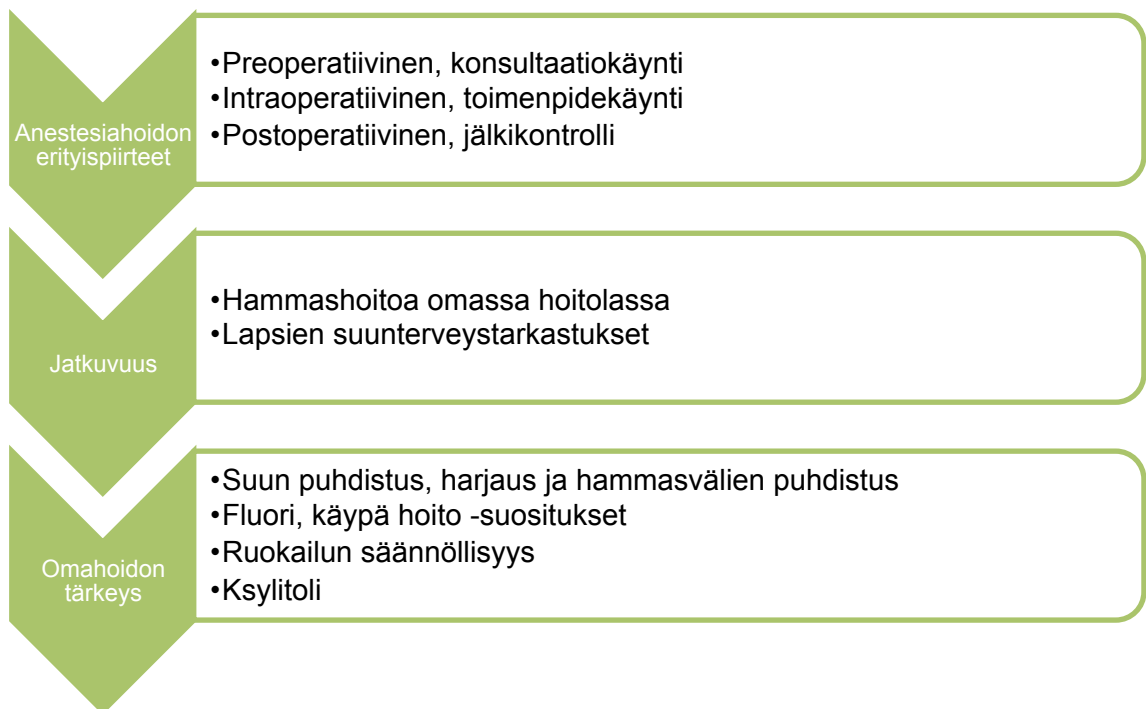 Anestesiahoidon
erityispiirteet
•Preoperatiivinen, konsultaatiokäynti
•Intraoperatiivinen, toimenpidekäynti
•Postoperatiivinen, jälkikontrolli
Jatkuvuus
•Hammashoitoa omassa hoitolassa
•Lapsien suunterveystarkastukset
Omahoidon
tärkeys
•Suun puhdistus, harjaus ja hammasvälien puhdistus
•Fluori, käypä hoito -suositukset
•Ruokailun säännöllisyys
•Ksylitoli